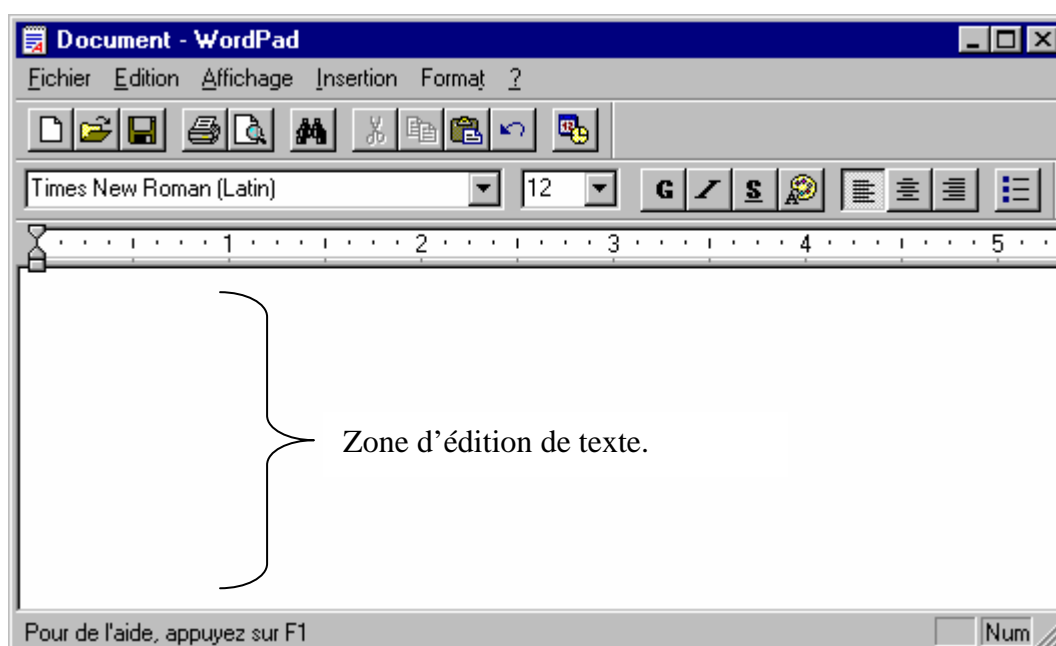 Document - WordPad
Fichier Edition Affichage Insertion Format ?
Times New Roman (Latin) 12 G I S
1 2 3 4 5
Zone d’édition de texte.
Pour de l'aide, appuyez sur F1 Num